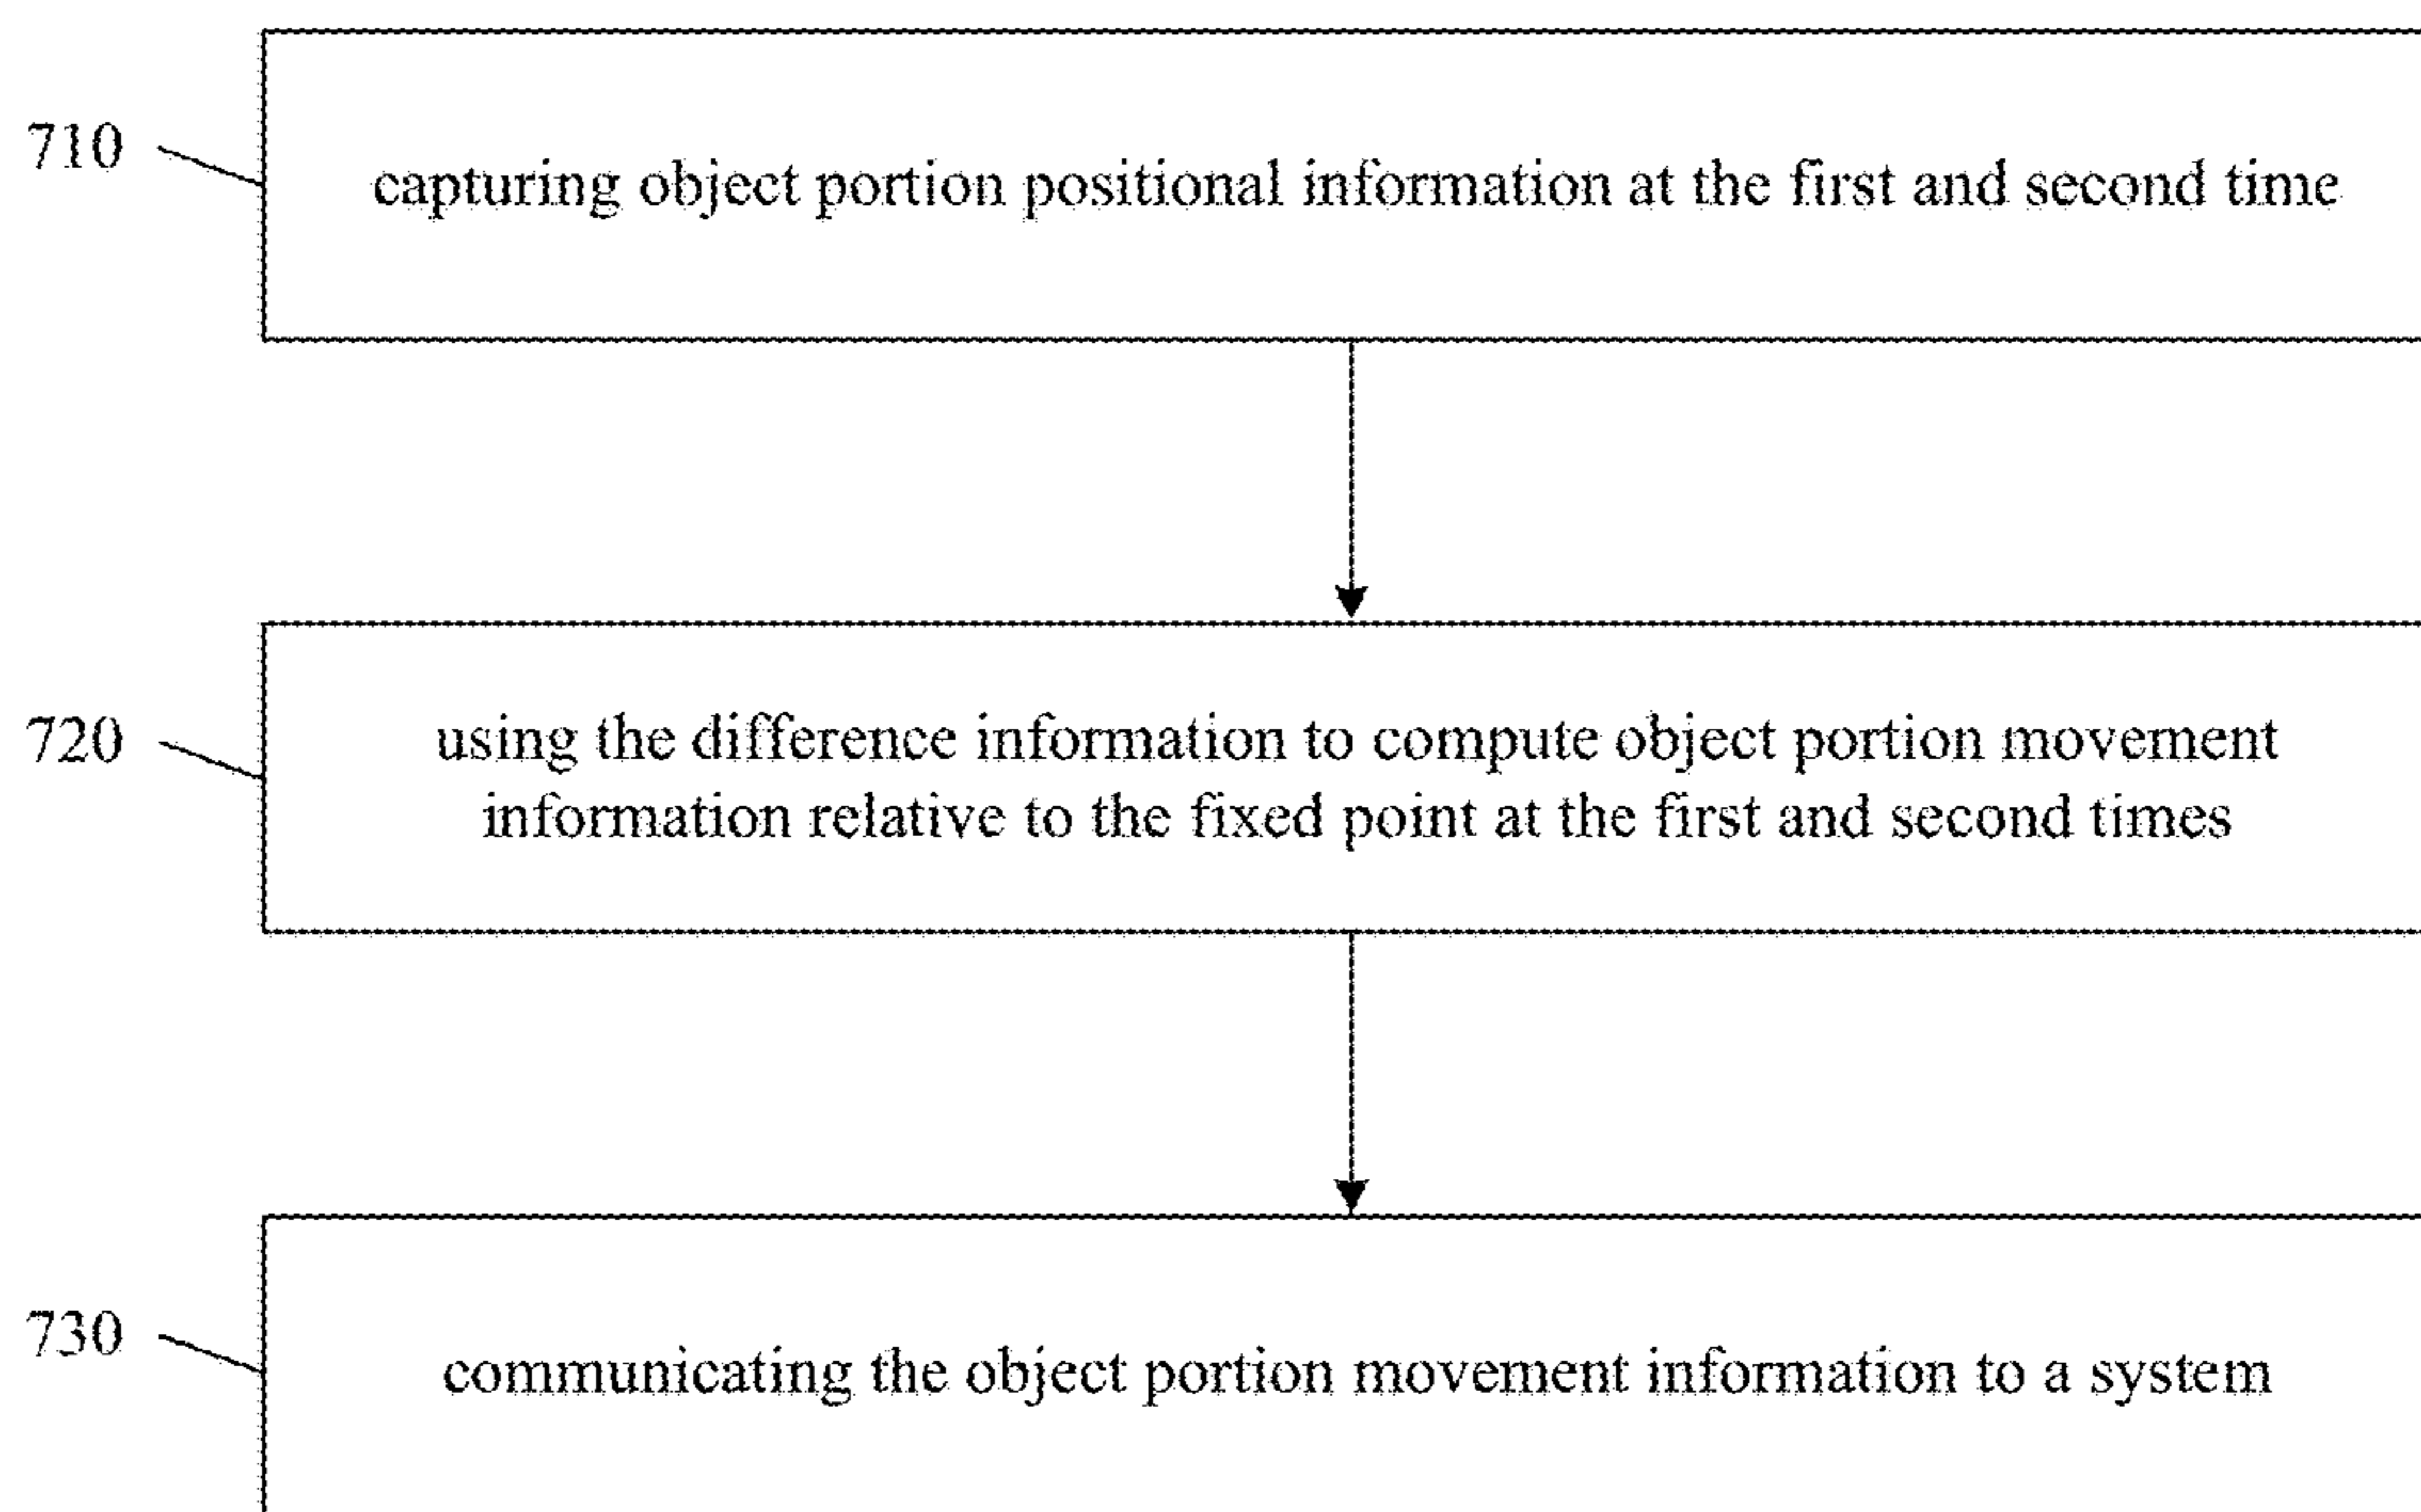 710
capturing object portion positional information at the first and second time
720
using the difference information to compute object portion movement
information relative to the fixed point at the first and second times
730
communicating the object portion movement information to a system